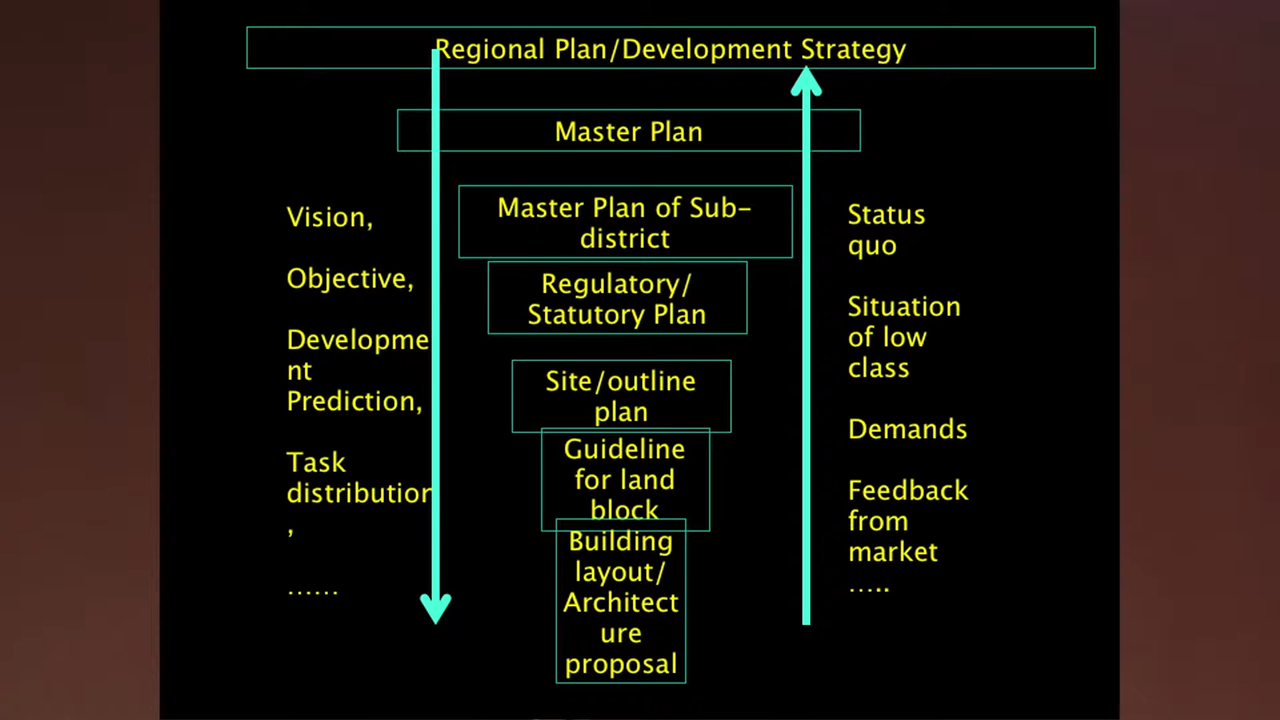 Regional Plan/Development Strategy
Master Plan
Vision,
Objective,
Developme
nt
Prediction,
Task
distribution
,
......
Master Plan of Sub-
district
Regulatory/
Statutory Plan
Site/outline
plan
Guideline
for land
block
Building
layout/
Architect
ure
proposal
Status
quo
Situation
of low
class
Demands
Feedback
from
market
.....